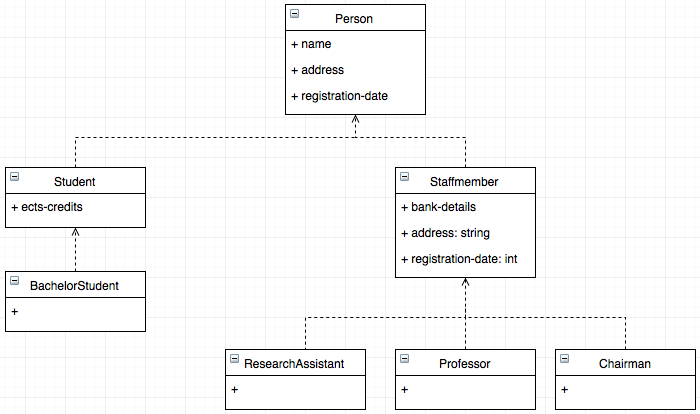 Person
+ name
+ address
+ registration-date
Student
+ ects-credits
Staffmember
+ bank-details
+ address: string
+ registration-date: int
BachelorStudent
+
ResearchAssistant
+
Professor
+
Chairman
+